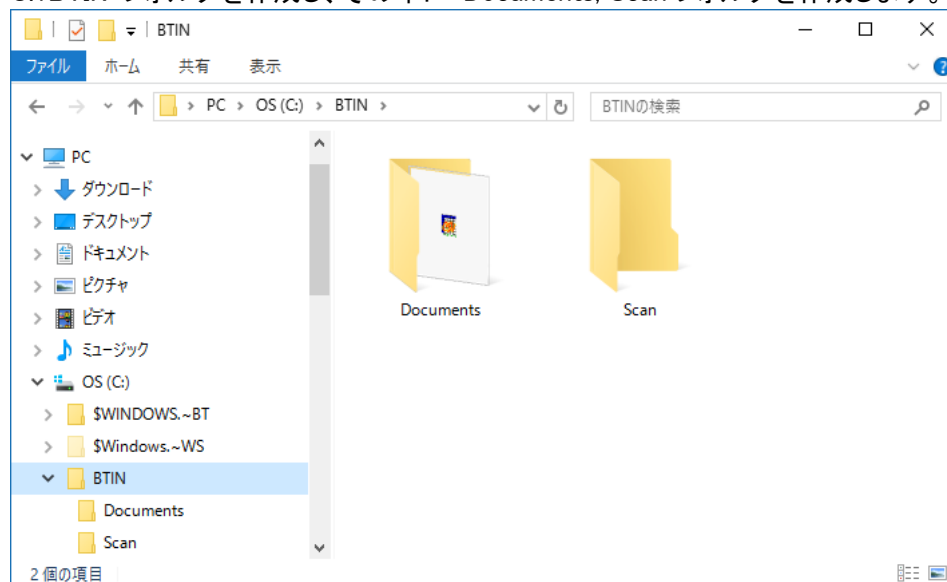 BTIN
ファイル ホーム 共有 表示
PC > OS (C:) > BTIN >
BTINの検索
PC
ダウンロード
デスクトップ
ドキュメント
ピクチャ
ビデオ
ミュージック
OS (C:)
$WINDOWS.~BT
$Windows.~WS
BTIN
Documents
Scan
Documents
Scan
2 個の項目